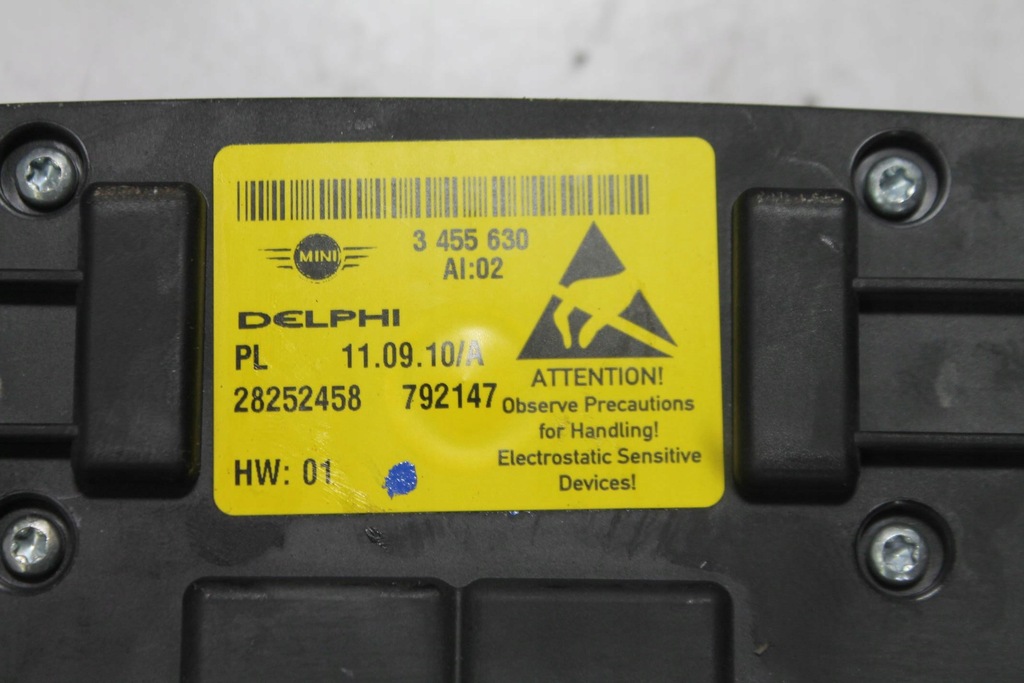 MINI
3 455 630
AI:02
DELPHI
PL 11.09.10/A
28252458 792147
HW: 01
ATTENTION!
Observe Precautions
for Handling!
Electrostatic Sensitive
Devices!